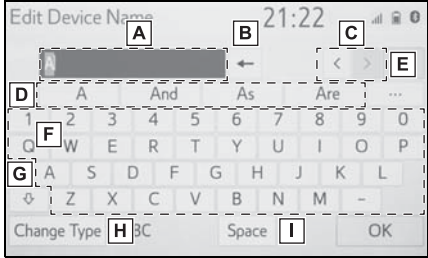 Edit Device Name 21:22
A B C
A ← < > E
D A And As Are ...
1 2 3 4 5 6 7 8 9 0
F
Q W E R T Y U I O P
G A S D F G H J K L
Z X C V B N M -
Change Type H BC Space I OK